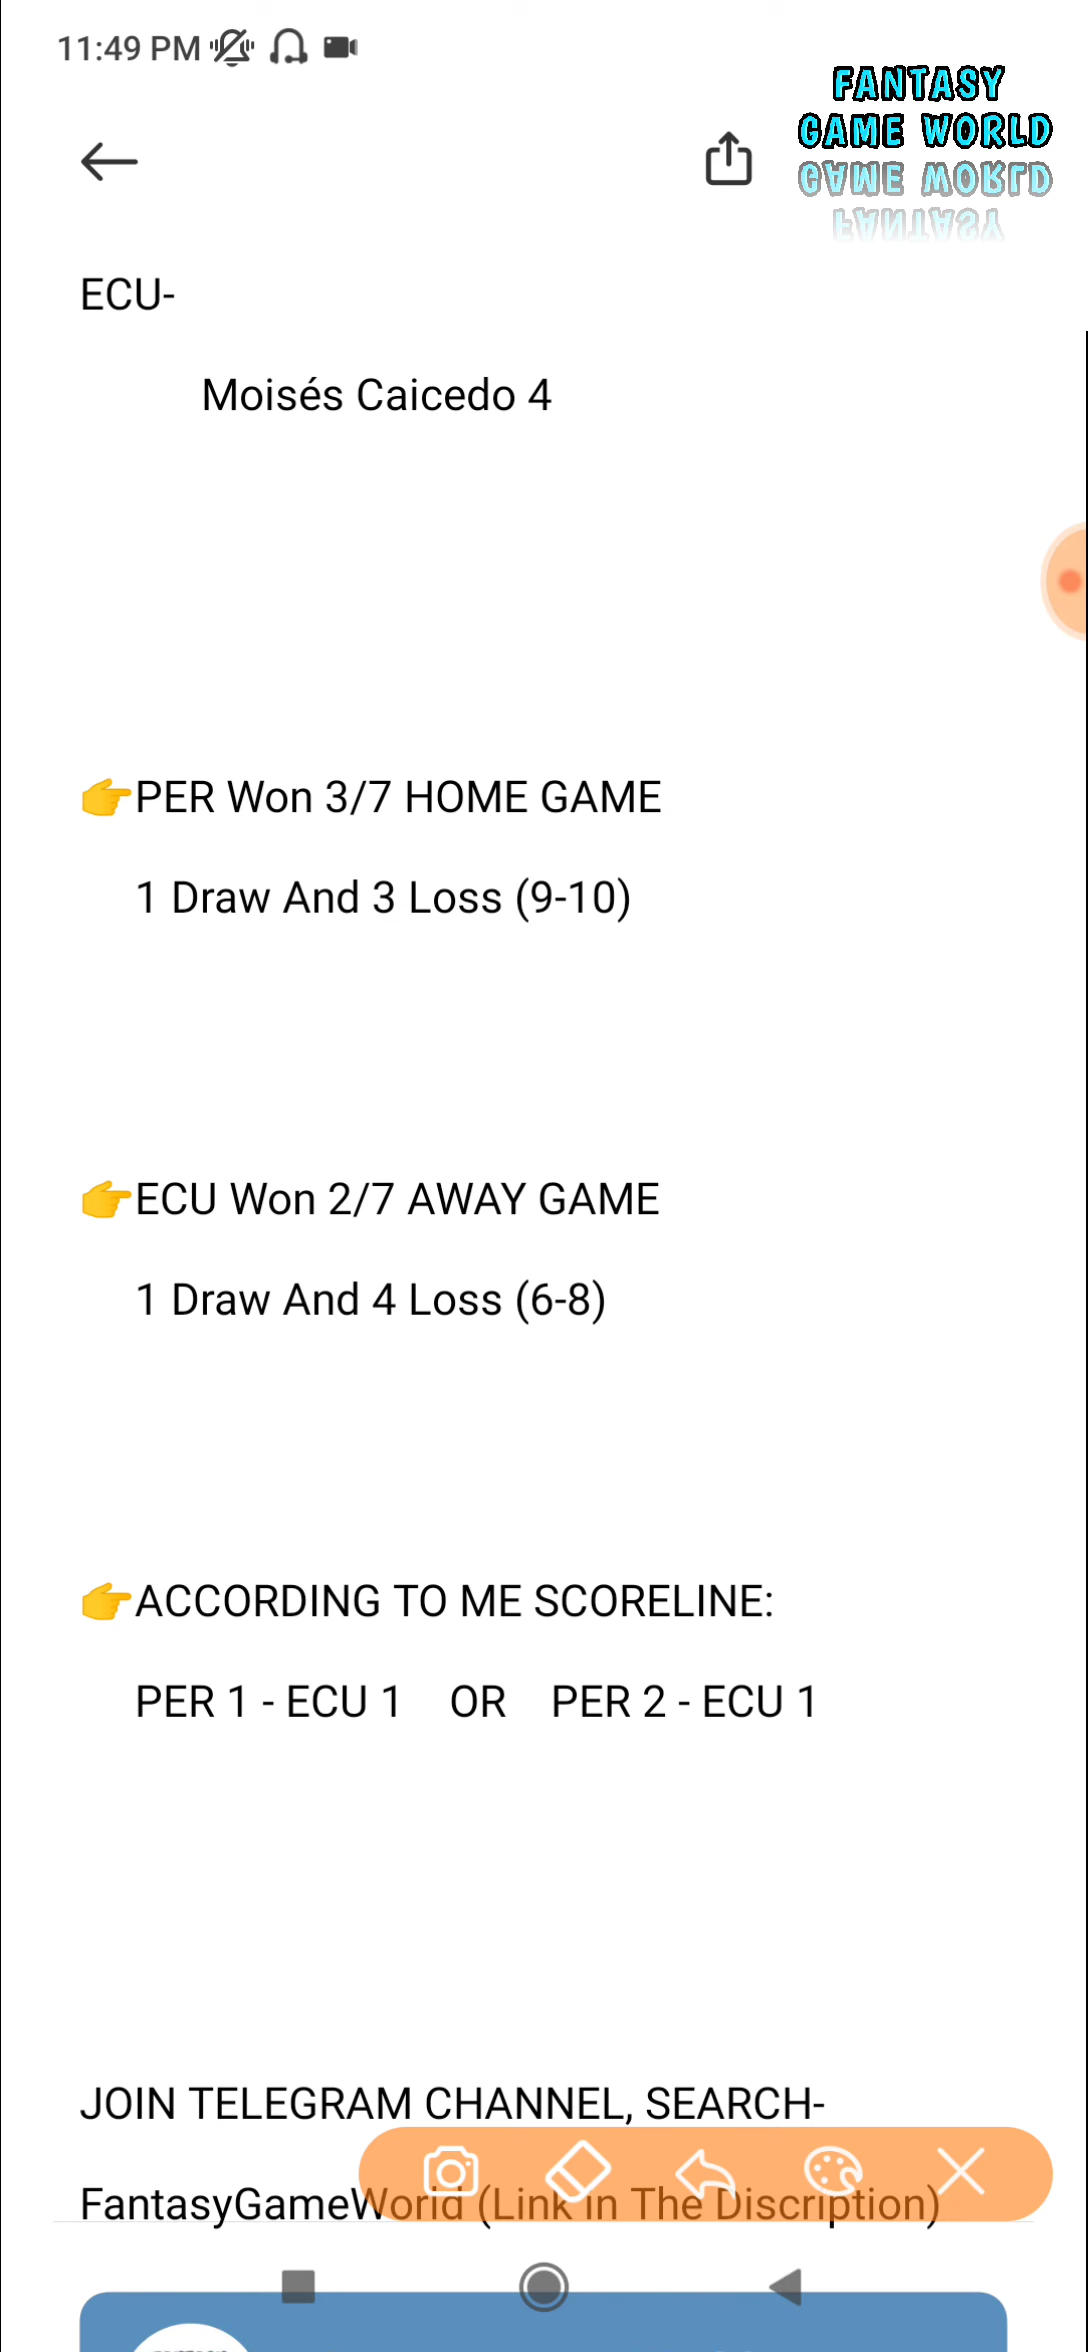 11:49 PM
FANTASY
GAME WORLD
ECU-
Moisés Caicedo 4
👉PER Won 3/7 HOME GAME
1 Draw And 3 Loss (9-10)
👉ECU Won 2/7 AWAY GAME
1 Draw And 4 Loss (6-8)
👉ACCORDING TO ME SCORELINE:
PER 1 - ECU 1 OR PER 2 - ECU 1
JOIN TELEGRAM CHANNEL, SEARCH-
FantasyGameWorld (Link in The Discription)